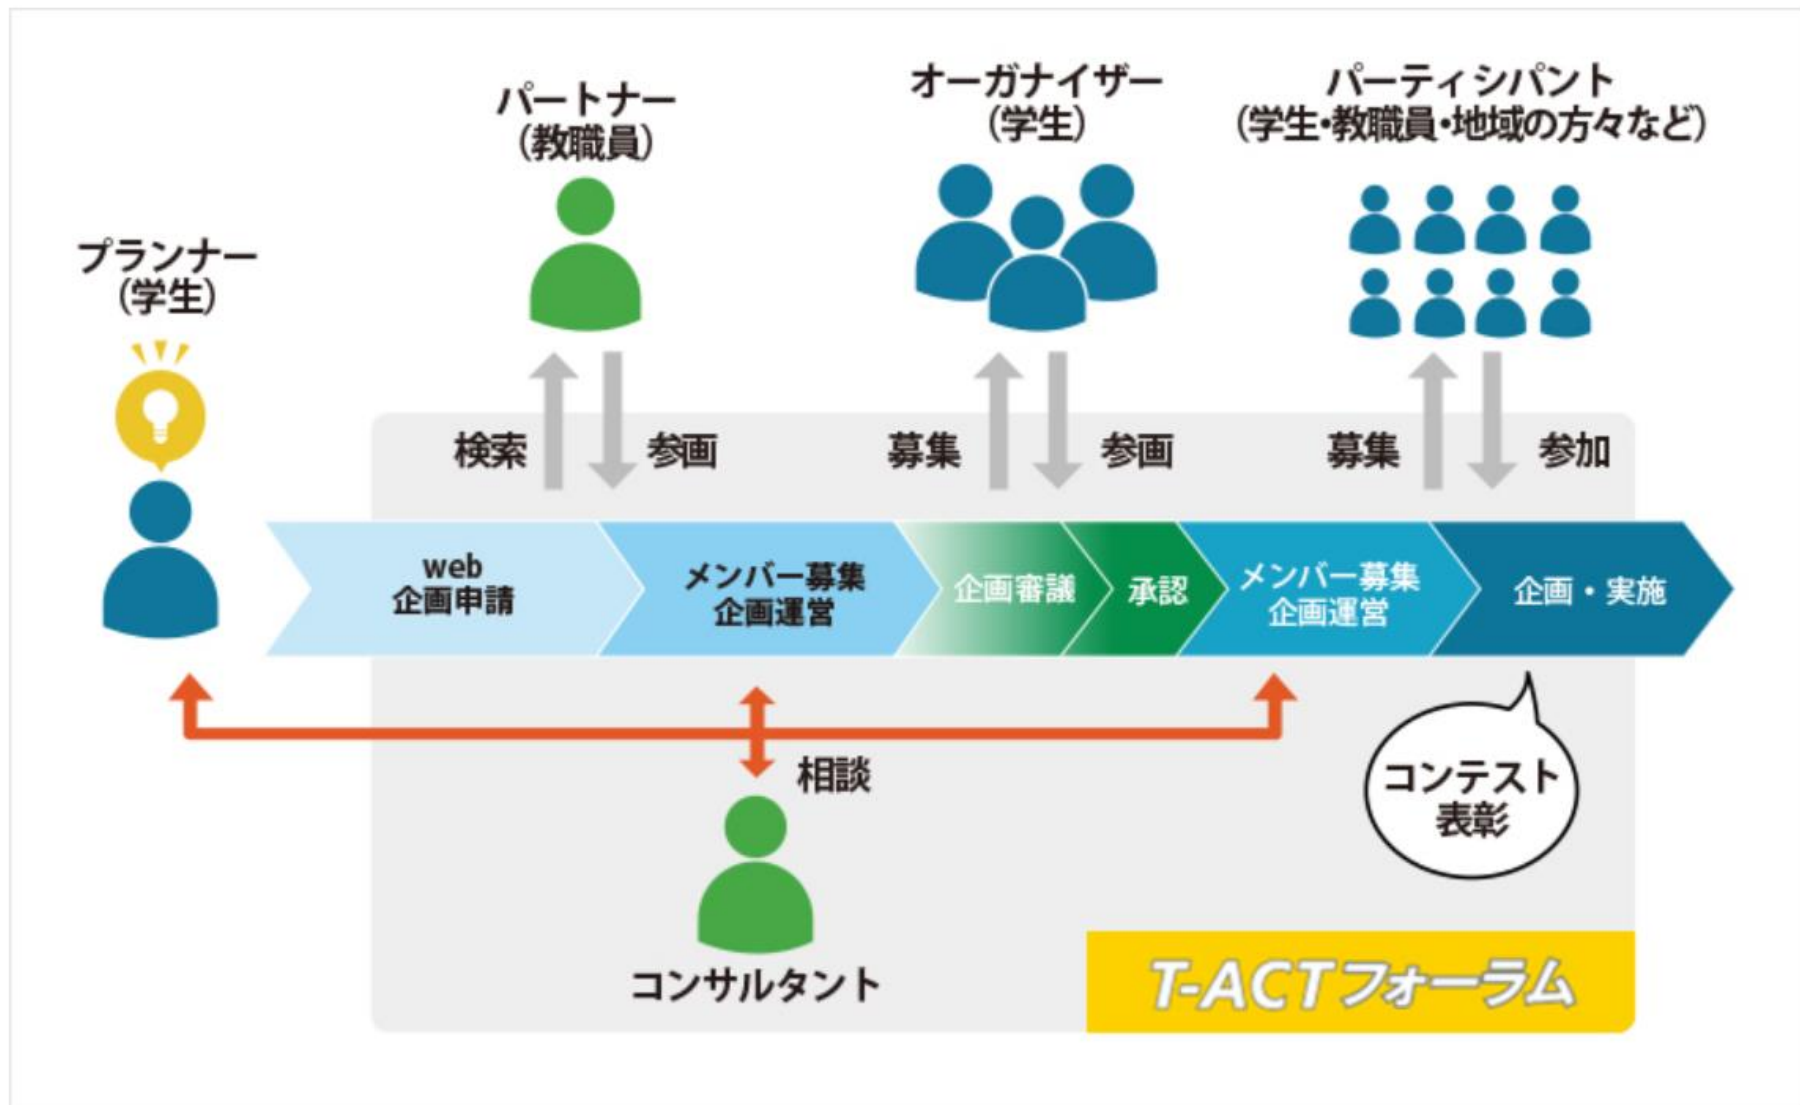 プランナー
（学生）
パートナー
（教職員）
オーガナイザー
（学生）
パーティシパント
（学生・教職員・地域の方々など）
検索
参画
募集
参画
募集
参加
web
企画申請
メンバー募集
企画運営
企画審議
承認
メンバー募集
企画運営
企画・実施
相談
コンサルタント
コンテスト
表彰
T-ACTフォーラム